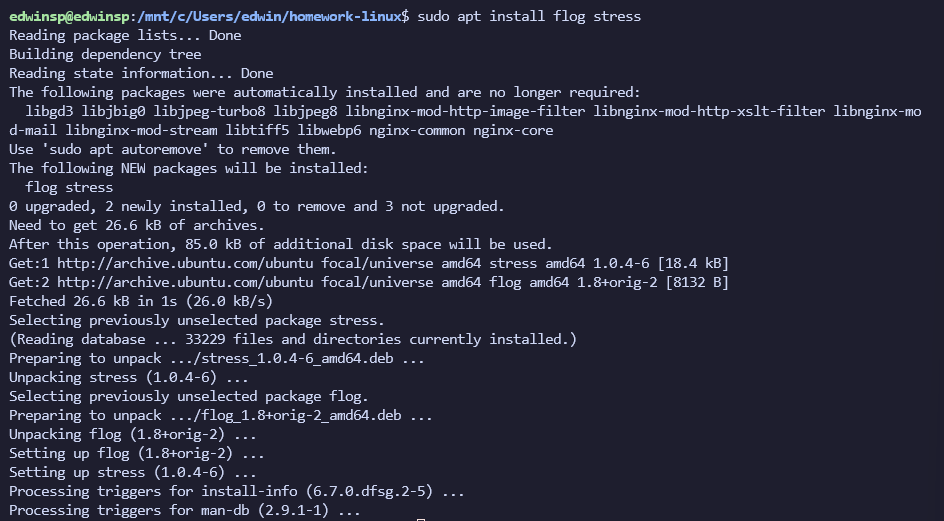 edwinsp@edwinsp:/mnt/c/Users/edwin/homework-linux$ sudo apt install flog stress
Reading package lists... Done
Building dependency tree
Reading state information... Done
The following packages were automatically installed and are no longer required:
  libgd3 libjbig0 libjpeg-turbo8 libjpeg8 libnginx-mod-http-image-filter libnginx-mod-http-xslt-filter libnginx-mo
d-mail libnginx-mod-stream libtiff5 libwebp6 nginx-common nginx-core
Use 'sudo apt autoremove' to remove them.
The following NEW packages will be installed:
  flog stress
0 upgraded, 2 newly installed, 0 to remove and 3 not upgraded.
Need to get 26.6 kB of archives.
After this operation, 85.0 kB of additional disk space will be used.
Get:1 http://archive.ubuntu.com/ubuntu focal/universe amd64 stress amd64 1.0.4-6 [18.4 kB]
Get:2 http://archive.ubuntu.com/ubuntu focal/universe amd64 flog amd64 1.8+orig-2 [8132 B]
Fetched 26.6 kB in 1s (26.0 kB/s)
Selecting previously unselected package stress.
(Reading database ... 33229 files and directories currently installed.)
Preparing to unpack .../stress_1.0.4-6_amd64.deb ...
Unpacking stress (1.0.4-6) ...
Selecting previously unselected package flog.
Preparing to unpack .../flog_1.8+orig-2_amd64.deb ...
Unpacking flog (1.8+orig-2) ...
Setting up flog (1.8+orig-2) ...
Setting up stress (1.0.4-6) ...
Processing triggers for install-info (6.7.0.dfsg.2-5) ...
Processing triggers for man-db (2.9.1-1) ...